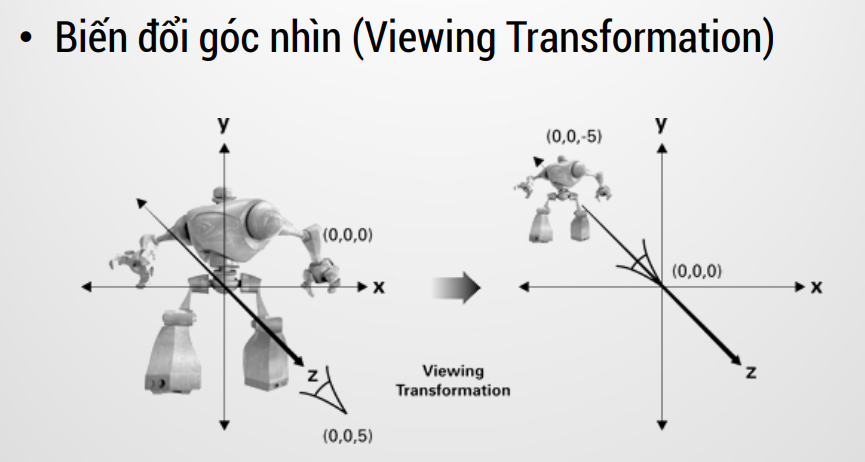 • Biến đổi góc nhìn (Viewing Transformation)
y
(0,0,0)
x
z
(0,0,5)
Viewing
Transformation
y
(0,0,-5)
(0,0,0)
x
z